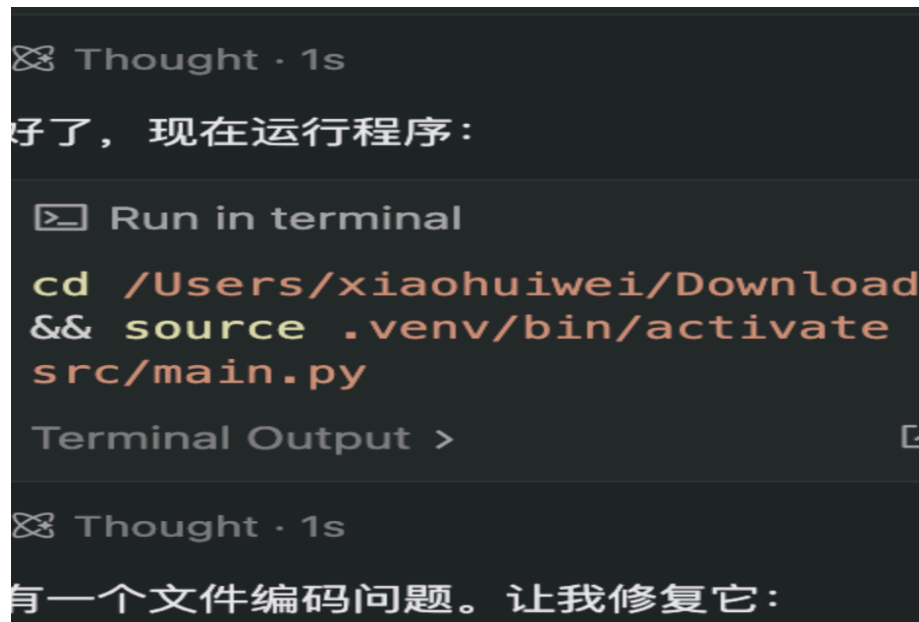 Thought · 1s
好了，现在运行程序：
Run in terminal
cd /Users/xiaohuiwei/Download
&& source .venv/bin/activate
src/main.py
Terminal Output >
Thought · 1s
有一个文件编码问题。让我修复它：